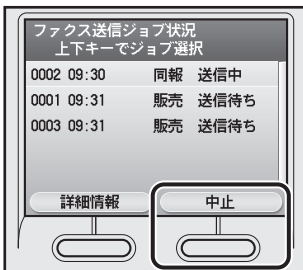 ファクス送信ジョブ状況
上下キーでジョブ選択
0002 09:30 同報 送信中
0001 09:31 販売 送信待ち
0003 09:31 販売 送信待ち
詳細情報 中止